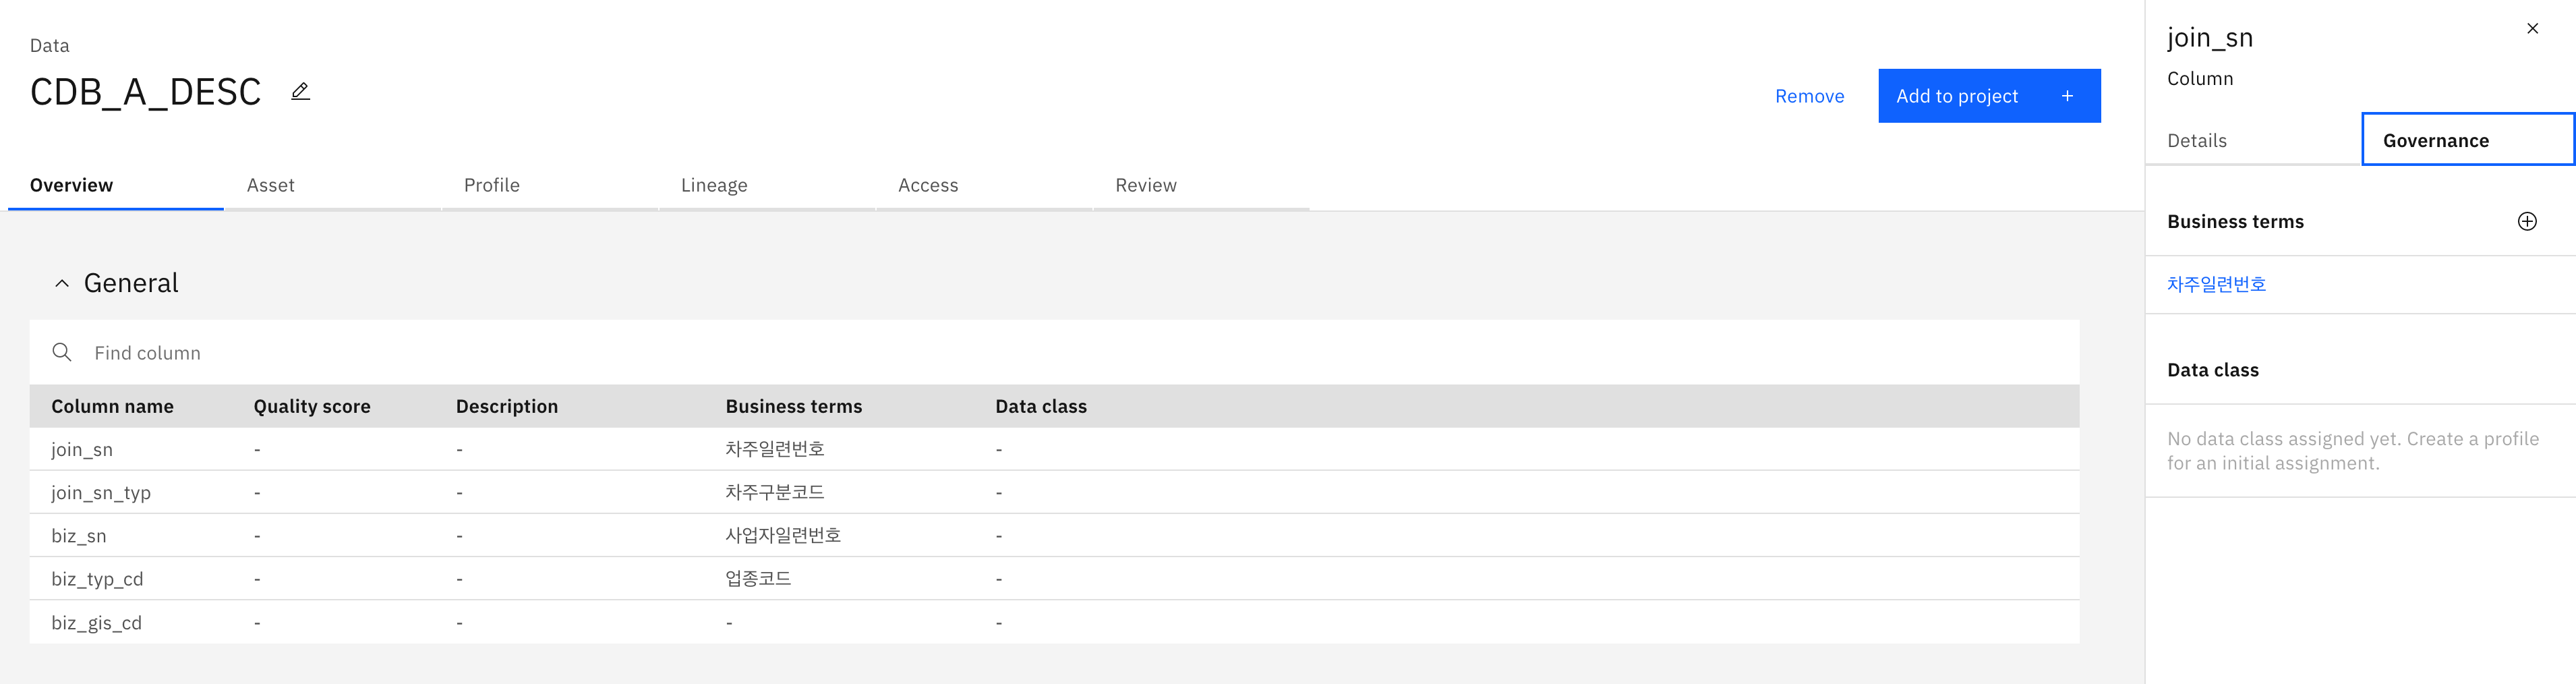 Data
CDB_A_DESC
Remove
Add to project +
Overview Asset Profile Lineage Access Review
General
Find column
Column name Quality score Description Business terms Data class
join_sn - - 차주일련번호 -
join_sn_typ - - 차주구분코드 -
biz_sn - - 사업자일련번호 -
biz_typ_cd - - 업종코드 -
biz_gis_cd - - - -
join_sn
Column
Details Governance
Business terms
차주일련번호
Data class
No data class assigned yet. Create a profile
for an initial assignment.